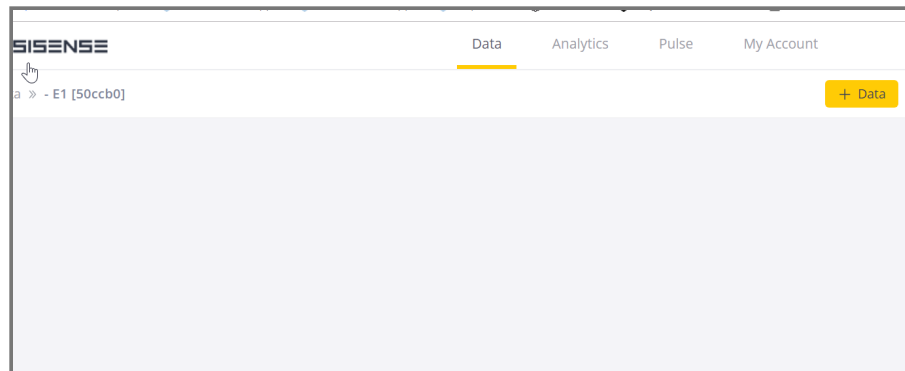 SISENSE
Data Analytics Pulse My Account
a » - E1 [50ccb0]
+ Data